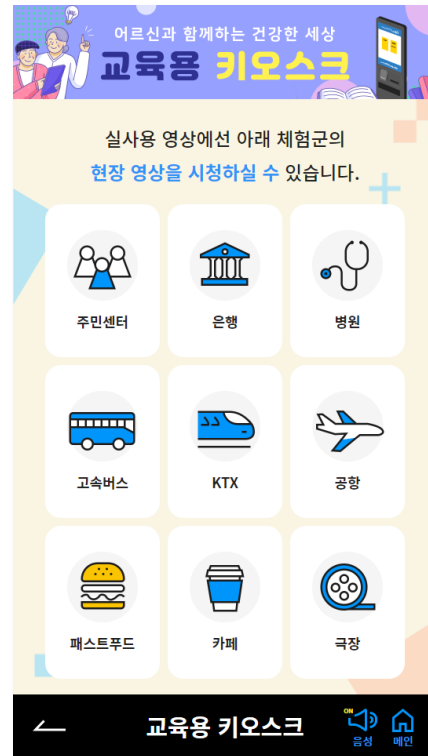 어르신과 함께하는 건강한 세상
교육용 키오스크
실사용 영상에선 아래 체험군의
현장 영상을 시청하실 수 있습니다.
주민센터
은행
병원
고속버스
KTX
공항
패스트푸드
카페
극장
교육용 키오스크
ON
음성
메인